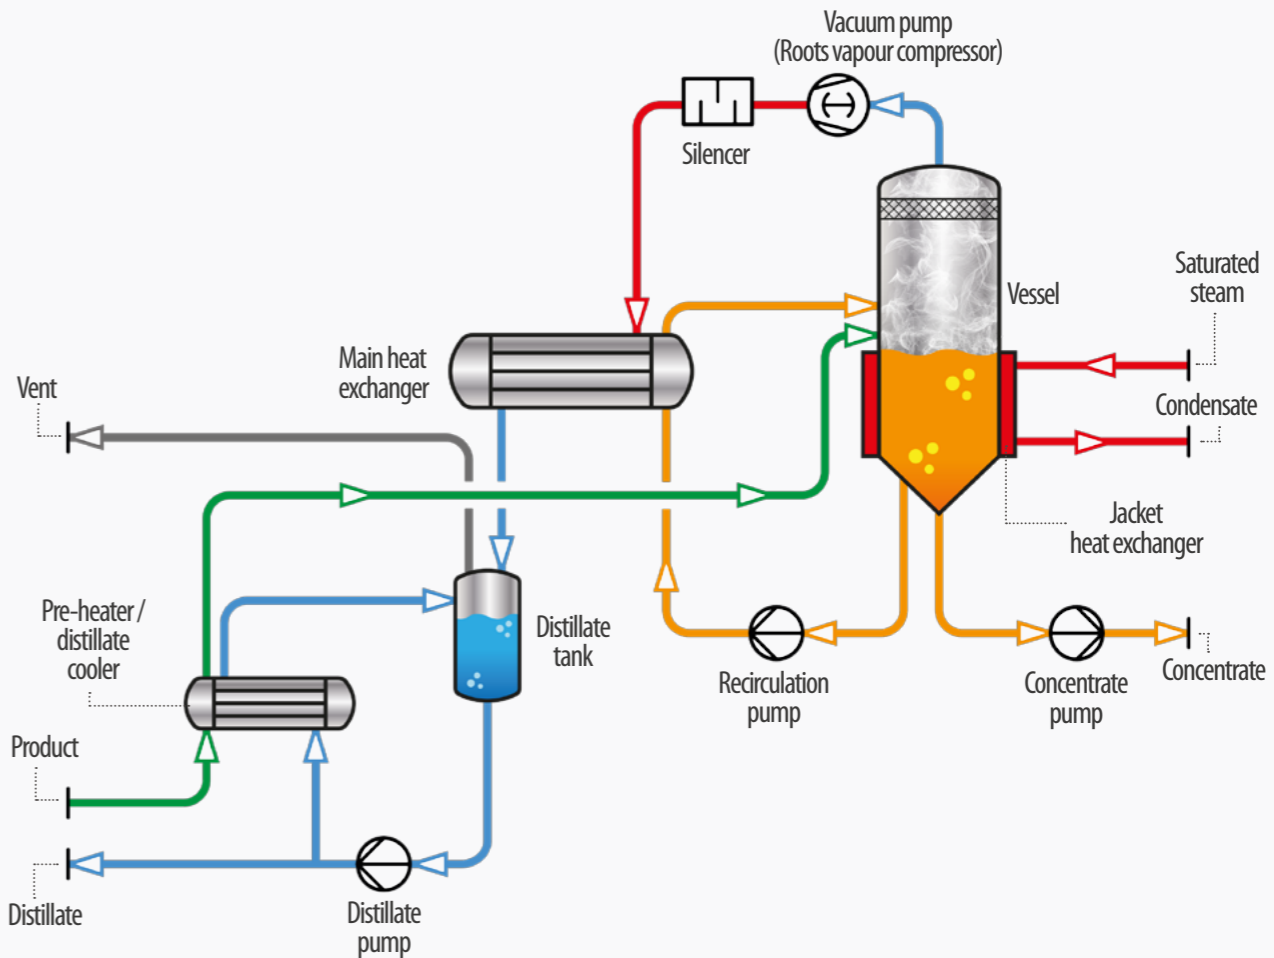 Vacuum pump
(Roots vapour compressor)
Silencer
Saturated
steam
Vessel
Main heat
exchanger
Vent
Condensate
Jacket
heat exchanger
Pre-heater /
distillate
cooler
Distillate
tank
Recirculation
pump
Concentrate
pump
Concentrate
Product
Distillate
Distillate
pump